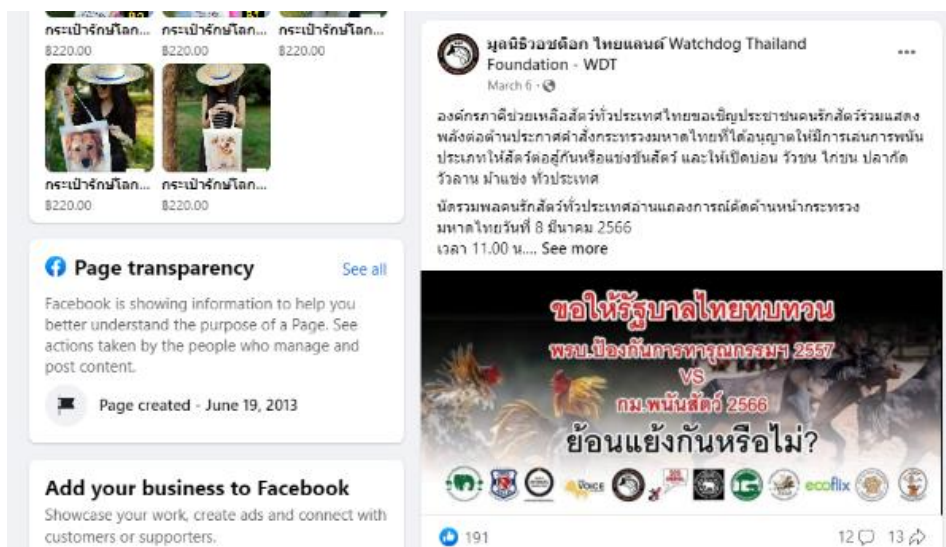 กระเป๋ารักษ์โลก... กระเป๋ารักษ์โลก... กระเป๋ารักษ์โลก...
฿220.00 ฿220.00 ฿220.00
กระเป๋ารักษ์โลก... กระเป๋ารักษ์โลก...
฿220.00 ฿220.00
Page transparency See all
Facebook is showing information to help you
better understand the purpose of a Page. See
actions taken by the people who manage and
post content.
Page created - June 19, 2013
Add your business to Facebook
Showcase your work, create ads and connect with
customers or supporters.
มูลนิธิวอชด็อก ไทยแลนด์ Watchdog Thailand
Foundation - WDT
March 6 ·
องค์กรภาคีช่วยเหลือสัตว์ทั่วประเทศไทยขอเชิญประชาชนคนรักสัตว์ร่วมแสดง
พลังต่อต้านประกาศคำสั่งกระทรวงมหาดไทยที่ได้อนุญาตให้มีการเล่นการพนัน
ประเภทให้สัตว์ต่อสู้กันหรือแข่งขันสัตว์ และให้เปิดบ่อน วัวชน ไก่ชน ปลากัด
วัวลาน ม้าแข่ง ทั่วประเทศ
นัดรวมพลคนรักสัตว์ทั่วประเทศอ่านแถลงการณ์คัดค้านหน้ากระทรวง
มหาดไทยวันที่ 8 มีนาคม 2566
เวลา 11.00 น.... See more
ขอให้รัฐบาลไทยทบทวน
พรบ.ป้องกันการทารุณกรรมฯ 2557
VS
กม.พนันสัตว์ 2566
ย้อนแย้งกันหรือไม่?
VOICE ecoflix
191 12 13